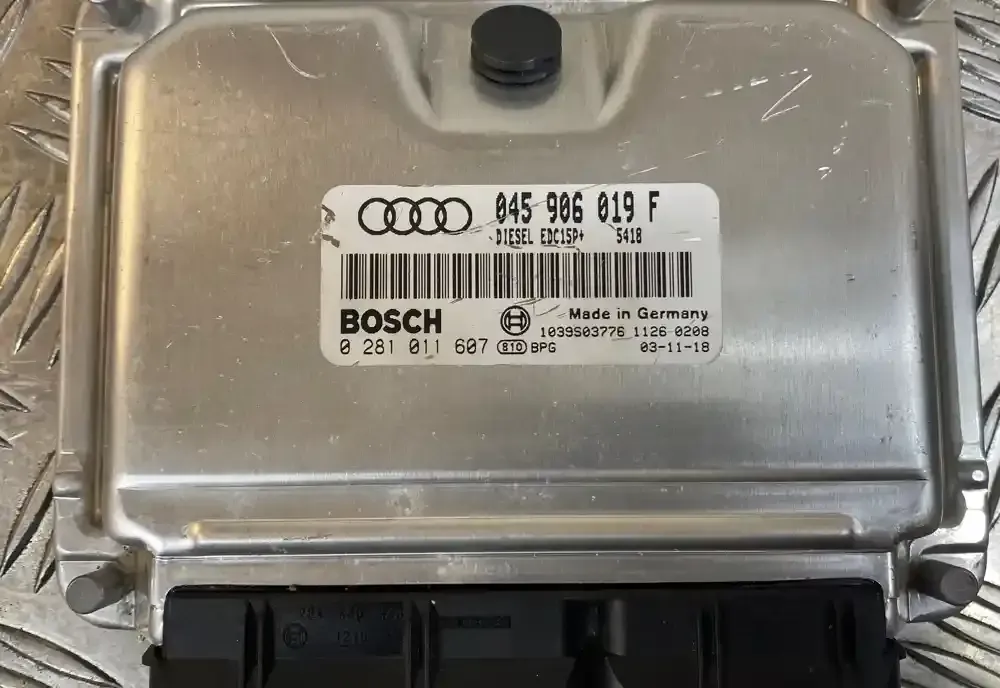 045 906 019 F
DIESEL EDC15P+ 5418
BOSCH
Made in Germany
1039S03776 1126 0208
0 281 011 607 810 BPG 03-11-18